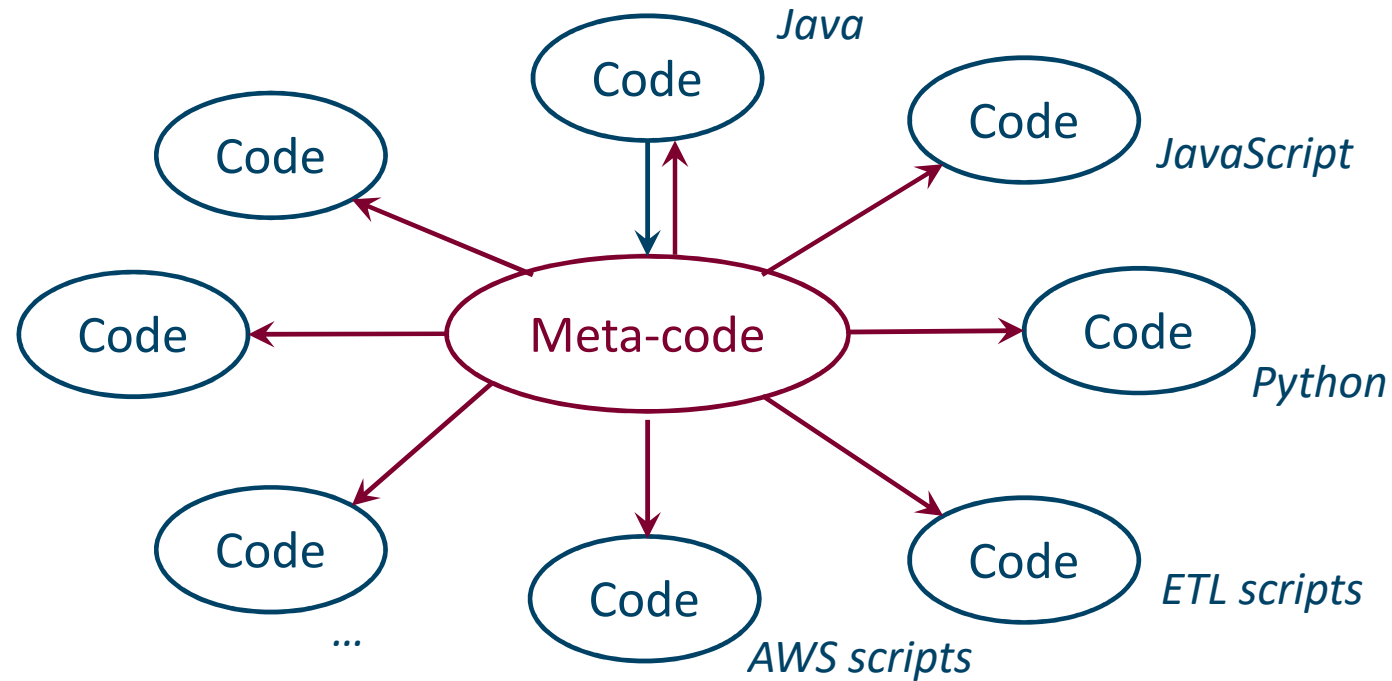 Java
Code
Code
JavaScript
Code
Code
Meta-code
Code
Python
Code
...
Code
AWS scripts
Code
ETL scripts